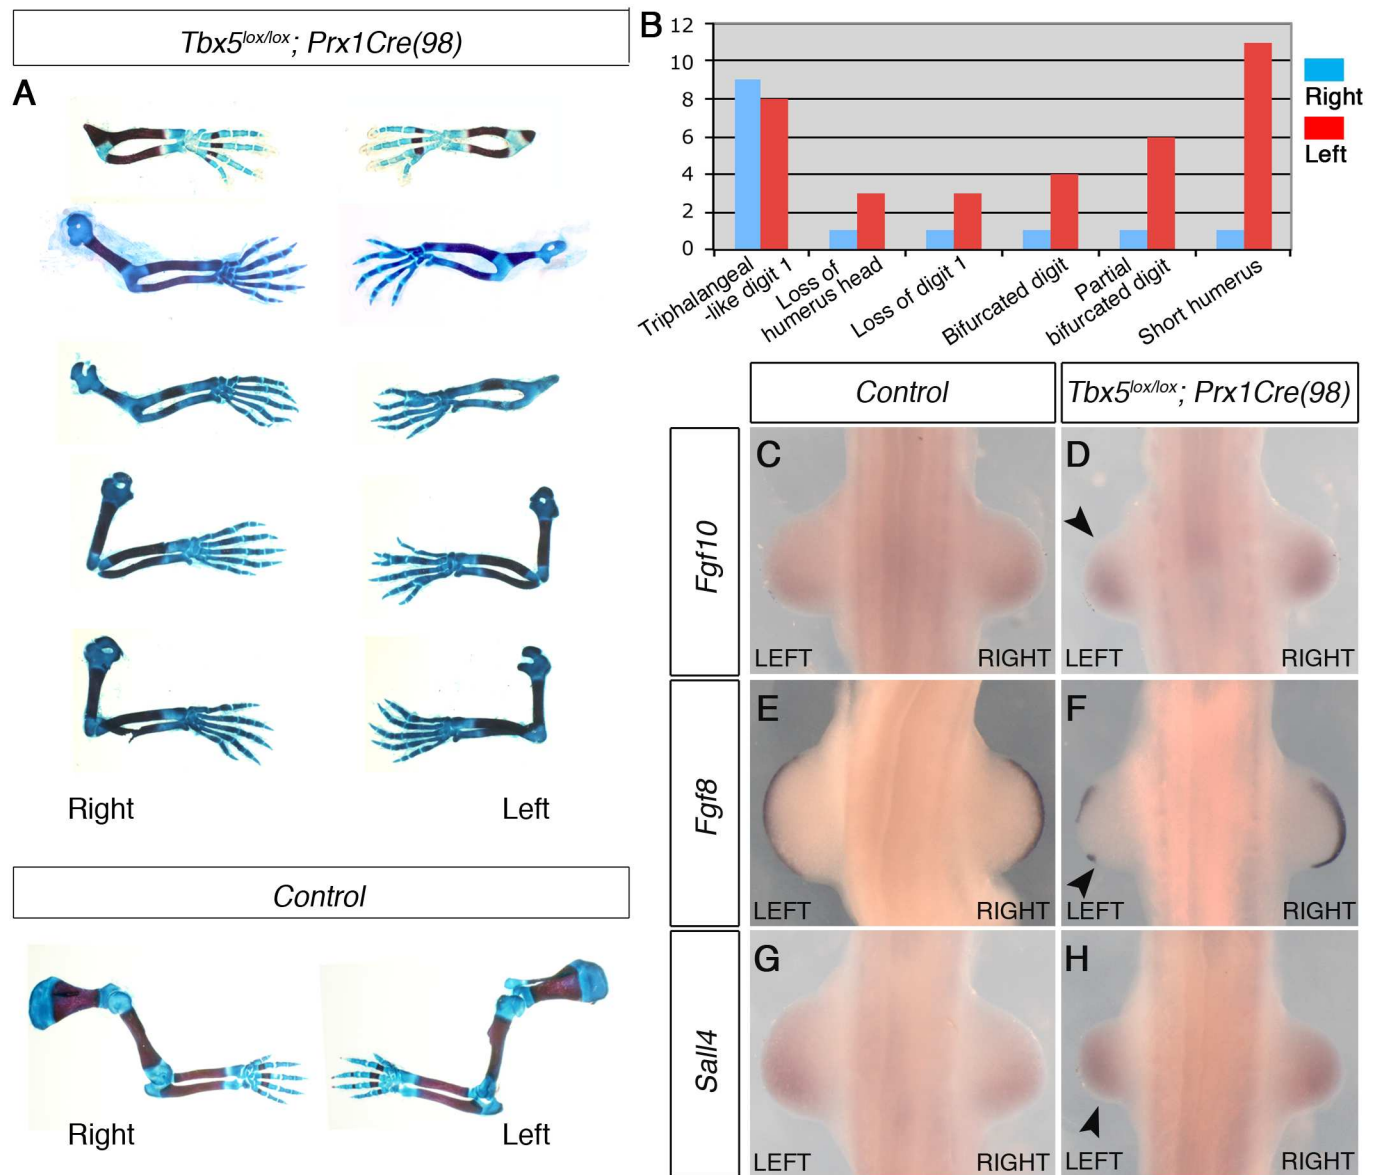 Tbx5lox/lox; Prx1Cre(98)
A
Right
Left
Control
Right
Left
B
12
10
8
6
4
2
0
Triphalangeal
-like digit 1
Loss of
humerus head
Loss of digit 1
Bifurcated digit
Partial
bifurcated digit
Short humerus
Right
Left
Control
Tbx5lox/lox; Prx1Cre(98)
Fgf10
C
LEFT
RIGHT
D
LEFT
RIGHT
Fgf8
E
LEFT
RIGHT
F
LEFT
RIGHT
Sall4
G
LEFT
RIGHT
H
LEFT
RIGHT